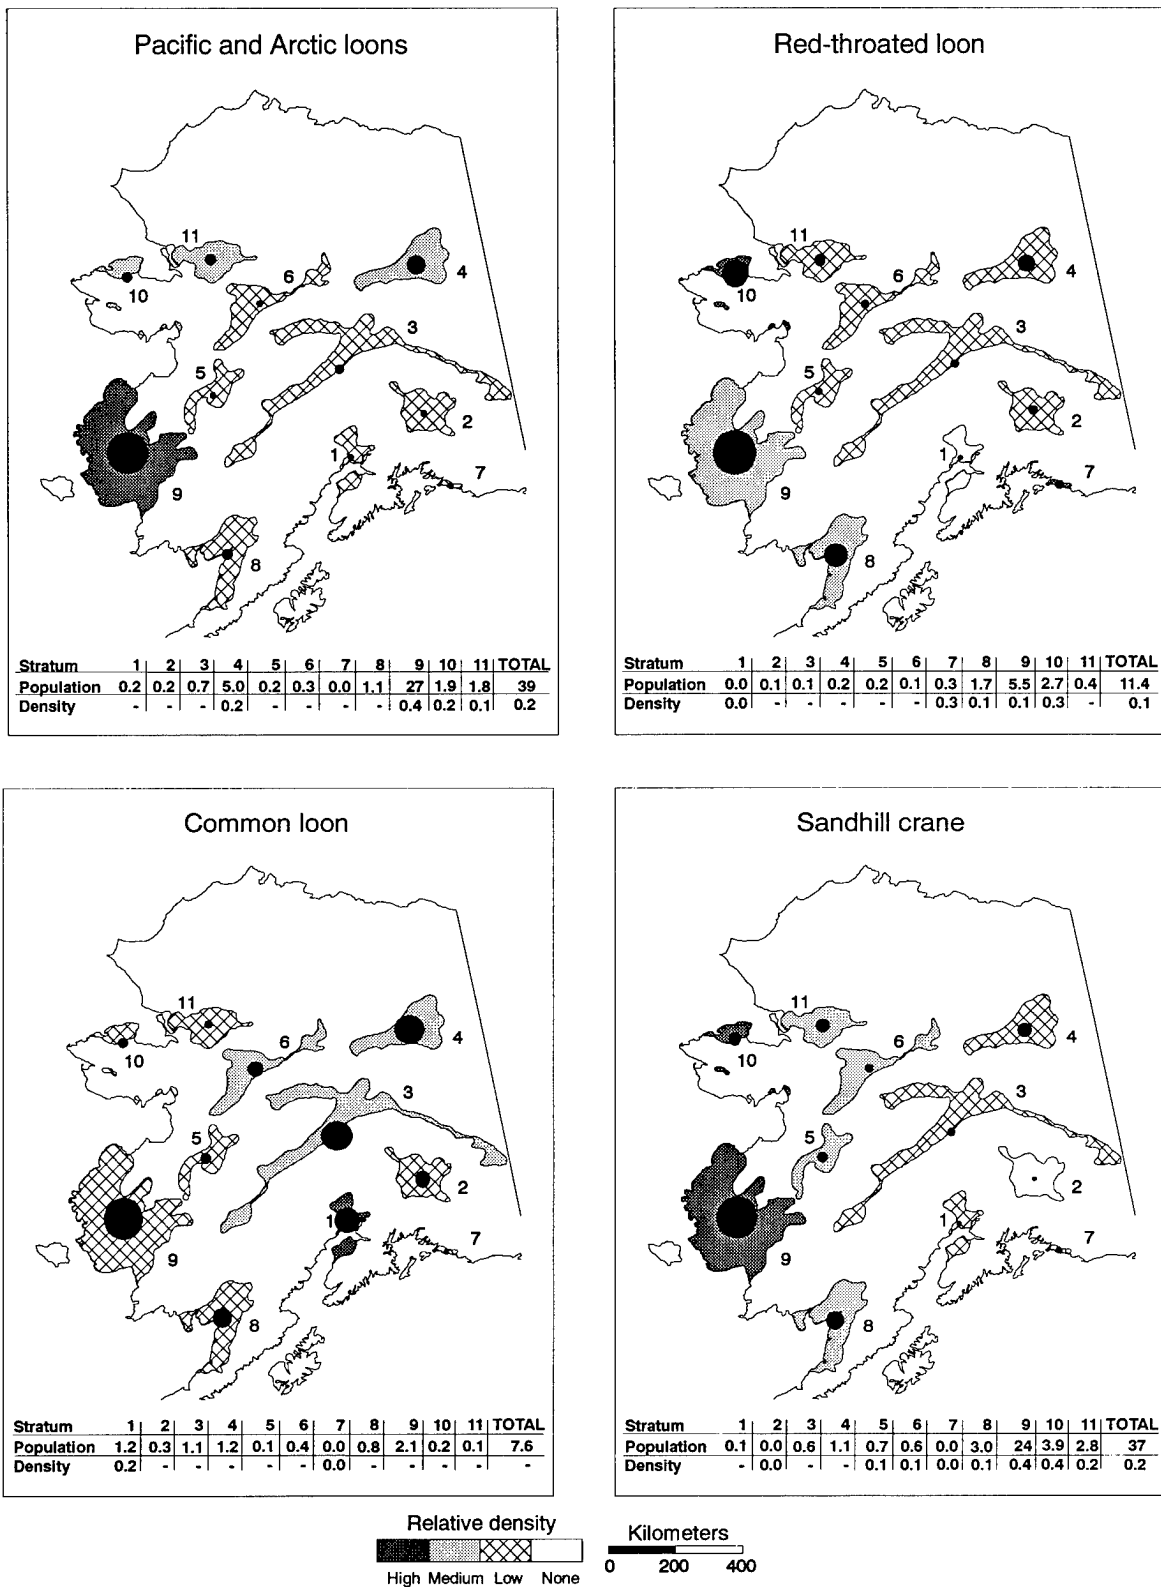 Pacific and Arctic loons
11
10
6
4
3
5
2
1
7
9
8
Stratum 1 2 3 4 5 6 7 8 9 10 11 TOTAL
Population 0.2 0.2 0.7 5.0 0.2 0.3 0.0 1.1 27 1.9 1.8 39
Density - - - 0.2 - - - - 0.4 0.2 0.1 0.2
Red-throated loon
11
10
6
4
3
5
2
1
7
9
8
Stratum 1 2 3 4 5 6 7 8 9 10 11 TOTAL
Population 0.0 0.1 0.1 0.2 0.2 0.1 0.3 1.7 5.5 2.7 0.4 11.4
Density 0.0 - - - - - 0.3 0.1 0.1 0.3 - 0.1
Common loon
11
10
6
4
3
5
2
1
7
9
8
Stratum 1 2 3 4 5 6 7 8 9 10 11 TOTAL
Population 1.2 0.3 1.1 1.2 0.1 0.4 0.0 0.8 2.1 0.2 0.1 7.6
Density 0.2 - - - - - 0.0 - - - - -
Sandhill crane
11
10
6
4
3
5
2
1
7
9
8
Stratum 1 2 3 4 5 6 7 8 9 10 11 TOTAL
Population 0.1 0.0 0.6 1.1 0.7 0.6 0.0 3.0 24 3.9 2.8 37
Density - 0.0 - - 0.1 0.1 0.0 0.1 0.4 0.4 0.2 0.2
Relative density
High Medium Low None
Kilometers
0 200 400